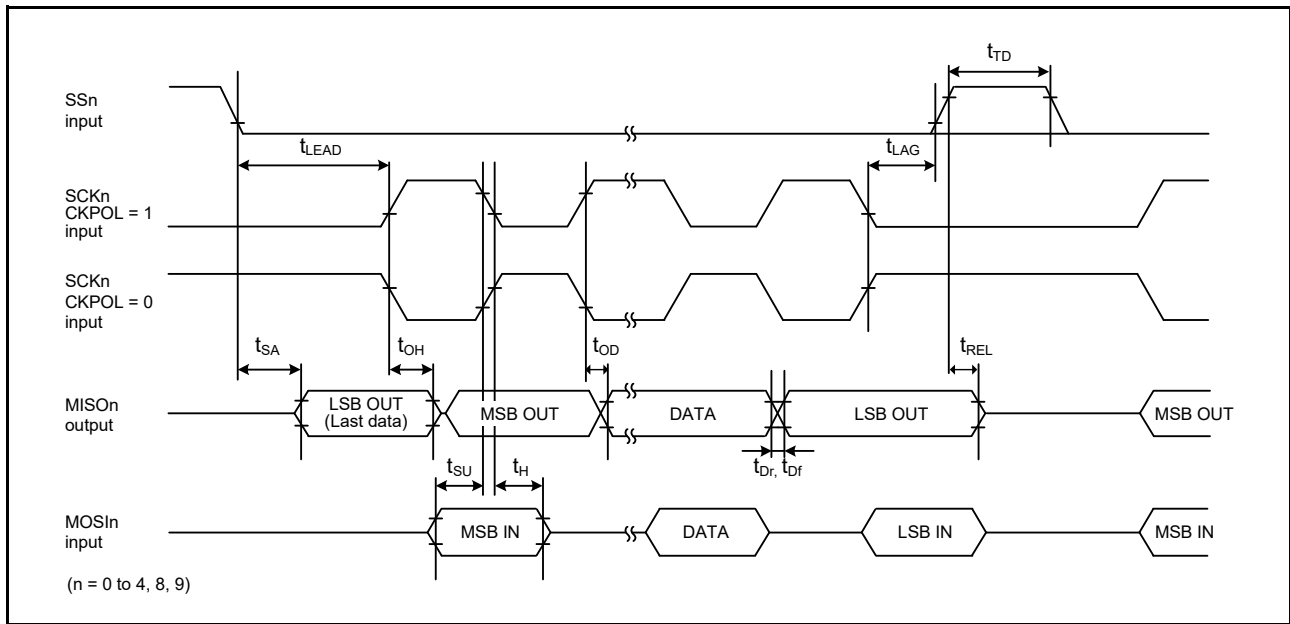 tTD
SSn
input
tLEAD
tLAG
SCKn
CKPOL = 1
input
SCKn
CKPOL = 0
input
tSA
tOH
tOD
tREL
MISOn
output
LSB OUT
(Last data)
MSB OUT
DATA
LSB OUT
MSB OUT
tSU
tH
tDr, tDf
MOSIn
input
MSB IN
DATA
LSB IN
MSB IN
(n = 0 to 4, 8, 9)